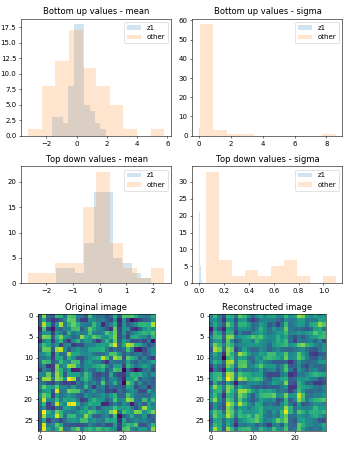 Bottom up values - mean
Bottom up values - sigma
17.5
15.0
12.5
10.0
7.5
5.0
2.5
0.0
z1
other
−2 0 2 4 6
60
50
40
30
20
10
0
z1
other
0 2 4 6 8
Top down values - mean
Top down values - sigma
20
15
10
5
0
z1
other
−2 −1 0 1 2
30
25
20
15
10
5
0
z1
other
0.0 0.2 0.4 0.6 0.8 1.0
Original image
Reconstructed image
0
5
10
15
20
25
0 10 20
0
5
10
15
20
25
0 10 20